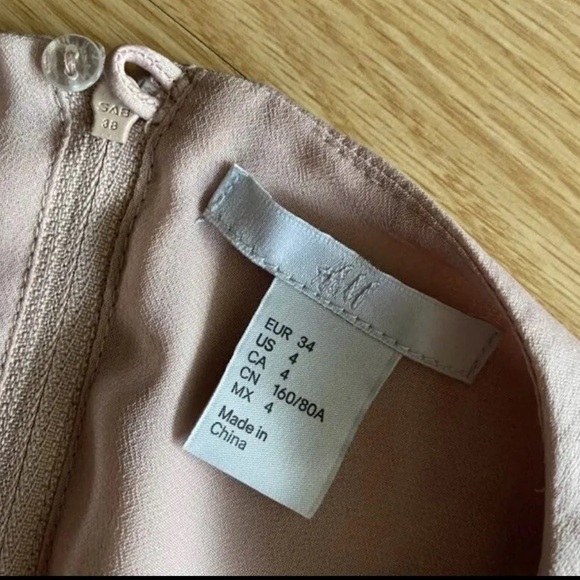 SAB
38
H&M
EUR 34
US 4
CA 4
CN 160/80A
MX 4
Made in
China